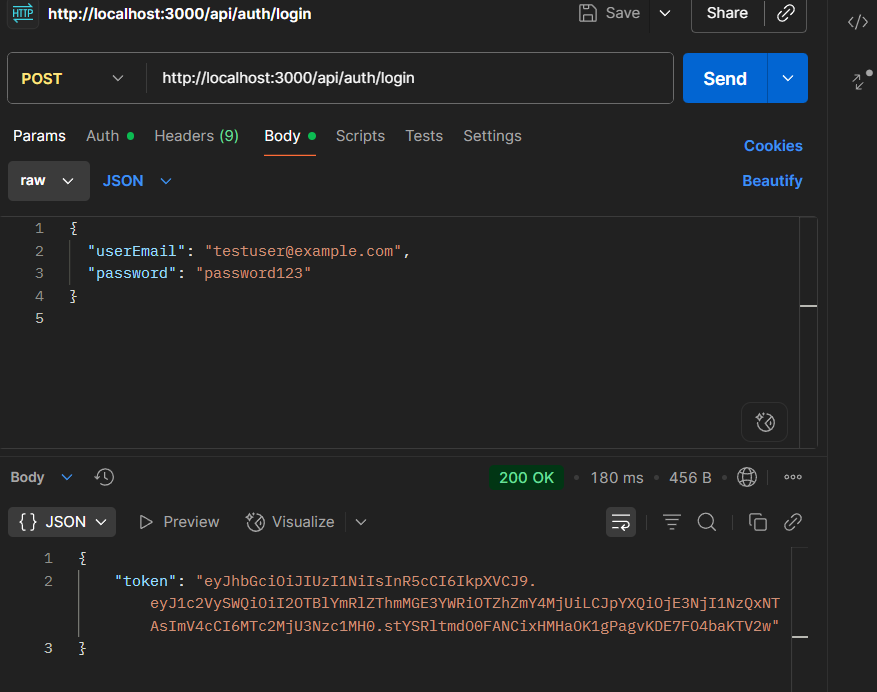 HTTP http://localhost:3000/api/auth/login Save Share
POST http://localhost:3000/api/auth/login Send
Params Auth Headers (9) Body Scripts Tests Settings
Cookies
raw JSON Beautify
1 {
2 "userEmail": "testuser@example.com",
3 "password": "password123"
4 }
5
Body 200 OK • 180 ms • 456 B •
{} JSON Preview Visualize
1 {
2 "token": "eyJhbGciOiJIUzI1NiIsInR5cCI6IkpXVCJ9.
eyJ1c2VySWQiOiI2OTBlYmRlZThmMGE3YWRiOTZhZmY4MjUiLCJpYXQiOjE3NjI1NzQxNT
AsImV4cCI6MTc2MjU3Nzc1MH0.stYSRltmdO0FANCixHMHaOK1gPagvKDE7FO4baKTV2w"
3 }